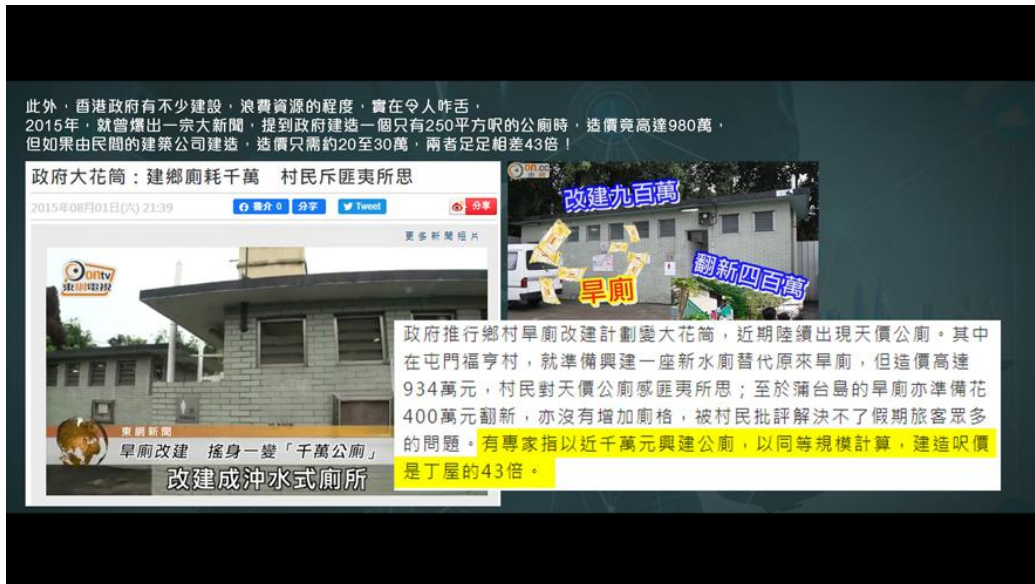 此外，香港政府有不少建設，浪費資源的程度，實在令人咋舌，
2015年，就曾爆出一宗大新聞，提到政府建造一個只有250平方呎的公廁時，造價竟高達980萬，
但如果由民間的建築公司建造，造價只需約20至30萬，兩者足足相差43倍！
政府大花筒：建鄉廁耗千萬　村民斥匪夷所思
2015年08月01日(六) 21:39
推介 0
分享
Tweet
分享
更多新聞短片
ontv
東網電視
東網新聞
旱廁改建　搖身一變「千萬公廁」
改建成沖水式廁所
on.cc
東網
改建九百萬
旱廁
翻新四百萬
政府推行鄉村旱廁改建計劃變大花筒，近期陸續出現天價公廁。其中
在屯門福亨村，就準備興建一座新水廁替代原來旱廁，但造價高達
934萬元，村民對天價公廁感匪夷所思；至於蒲台島的旱廁亦準備花
400萬元翻新，亦沒有增加廁格，被村民批評解決不了假期旅客眾多
的問題。有專家指以近千萬元興建公廁，以同等規模計算，建造呎價
是丁屋的43倍。